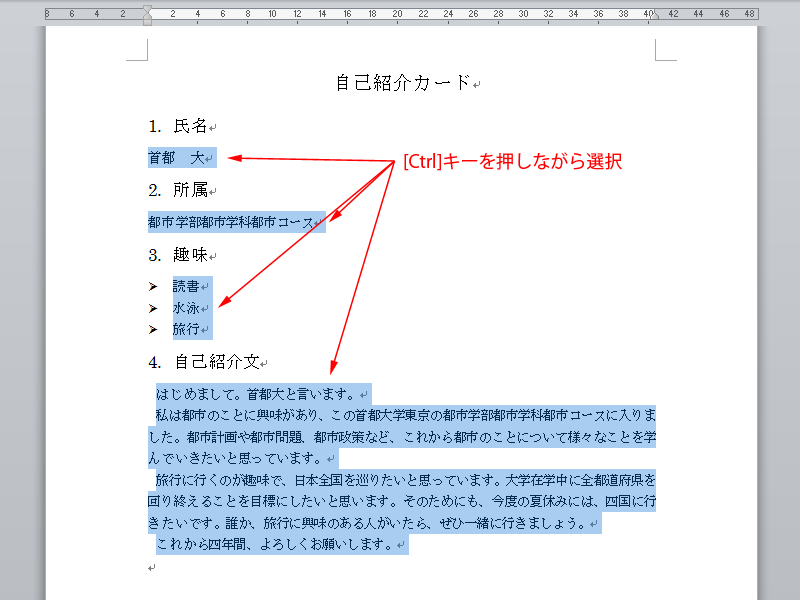 8 6 4 2 2 4 6 8 10 12 14 16 18 20 22 24 26 28 30 32 34 36 38 40 42 44 46 48
自己紹介カード
1. 氏名
首都　大
[Ctrl]キーを押しながら選択
2. 所属
都市学部都市学科都市コース
3. 趣味
読書
水泳
旅行
4. 自己紹介文
はじめまして。首都大と言います。
私は都市のことに興味があり、この首都大学東京の都市学部都市学科都市コースに入りま
した。都市計画や都市問題、都市政策など、これから都市のことについて様々なことを学
んでいきたいと思っています。
旅行に行くのが趣味で、日本全国を巡りたいと思っています。大学在学中に全都道府県を
回り終えることを目標にしたいと思います。そのためにも、今度の夏休みには、四国に行
きたいです。誰か、旅行に興味のある人がいたら、ぜひ一緒に行きましょう。
これから四年間、よろしくお願いします。